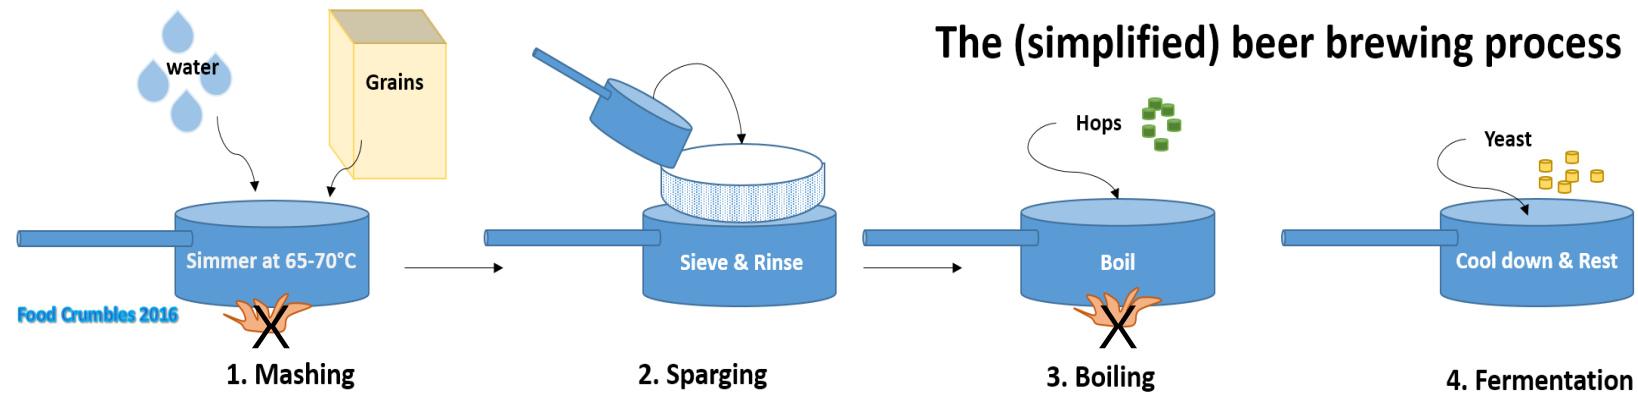 The (simplified) beer brewing process
water
Grains
Hops
Yeast
Simmer at 65-70°C
Sieve & Rinse
Boil
Cool down & Rest
Food Crumbles 2016
X
X
1. Mashing
2. Sparging
3. Boiling
4. Fermentation